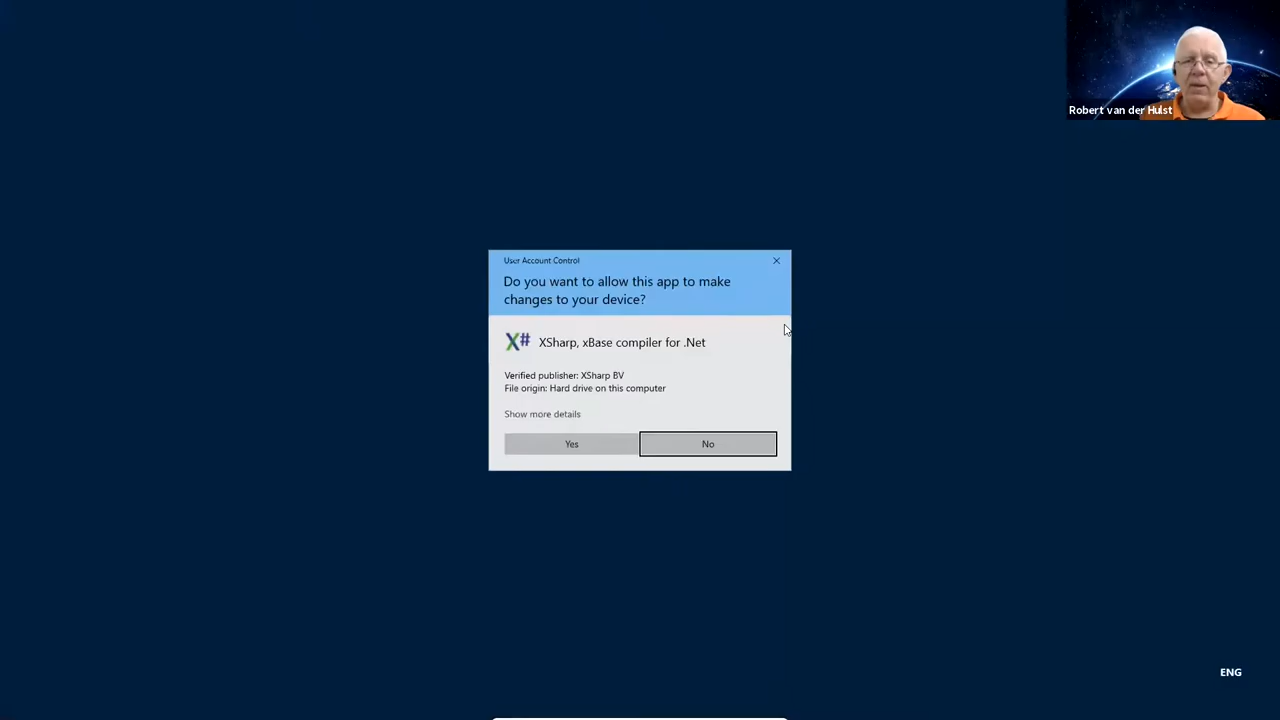 Robert van der Hulst
User Account Control
Do you want to allow this app to make
changes to your device?
X#
XSharp, xBase compiler for .Net
Verified publisher: XSharp BV
File origin: Hard drive on this computer
Show more details
Yes
No
ENG